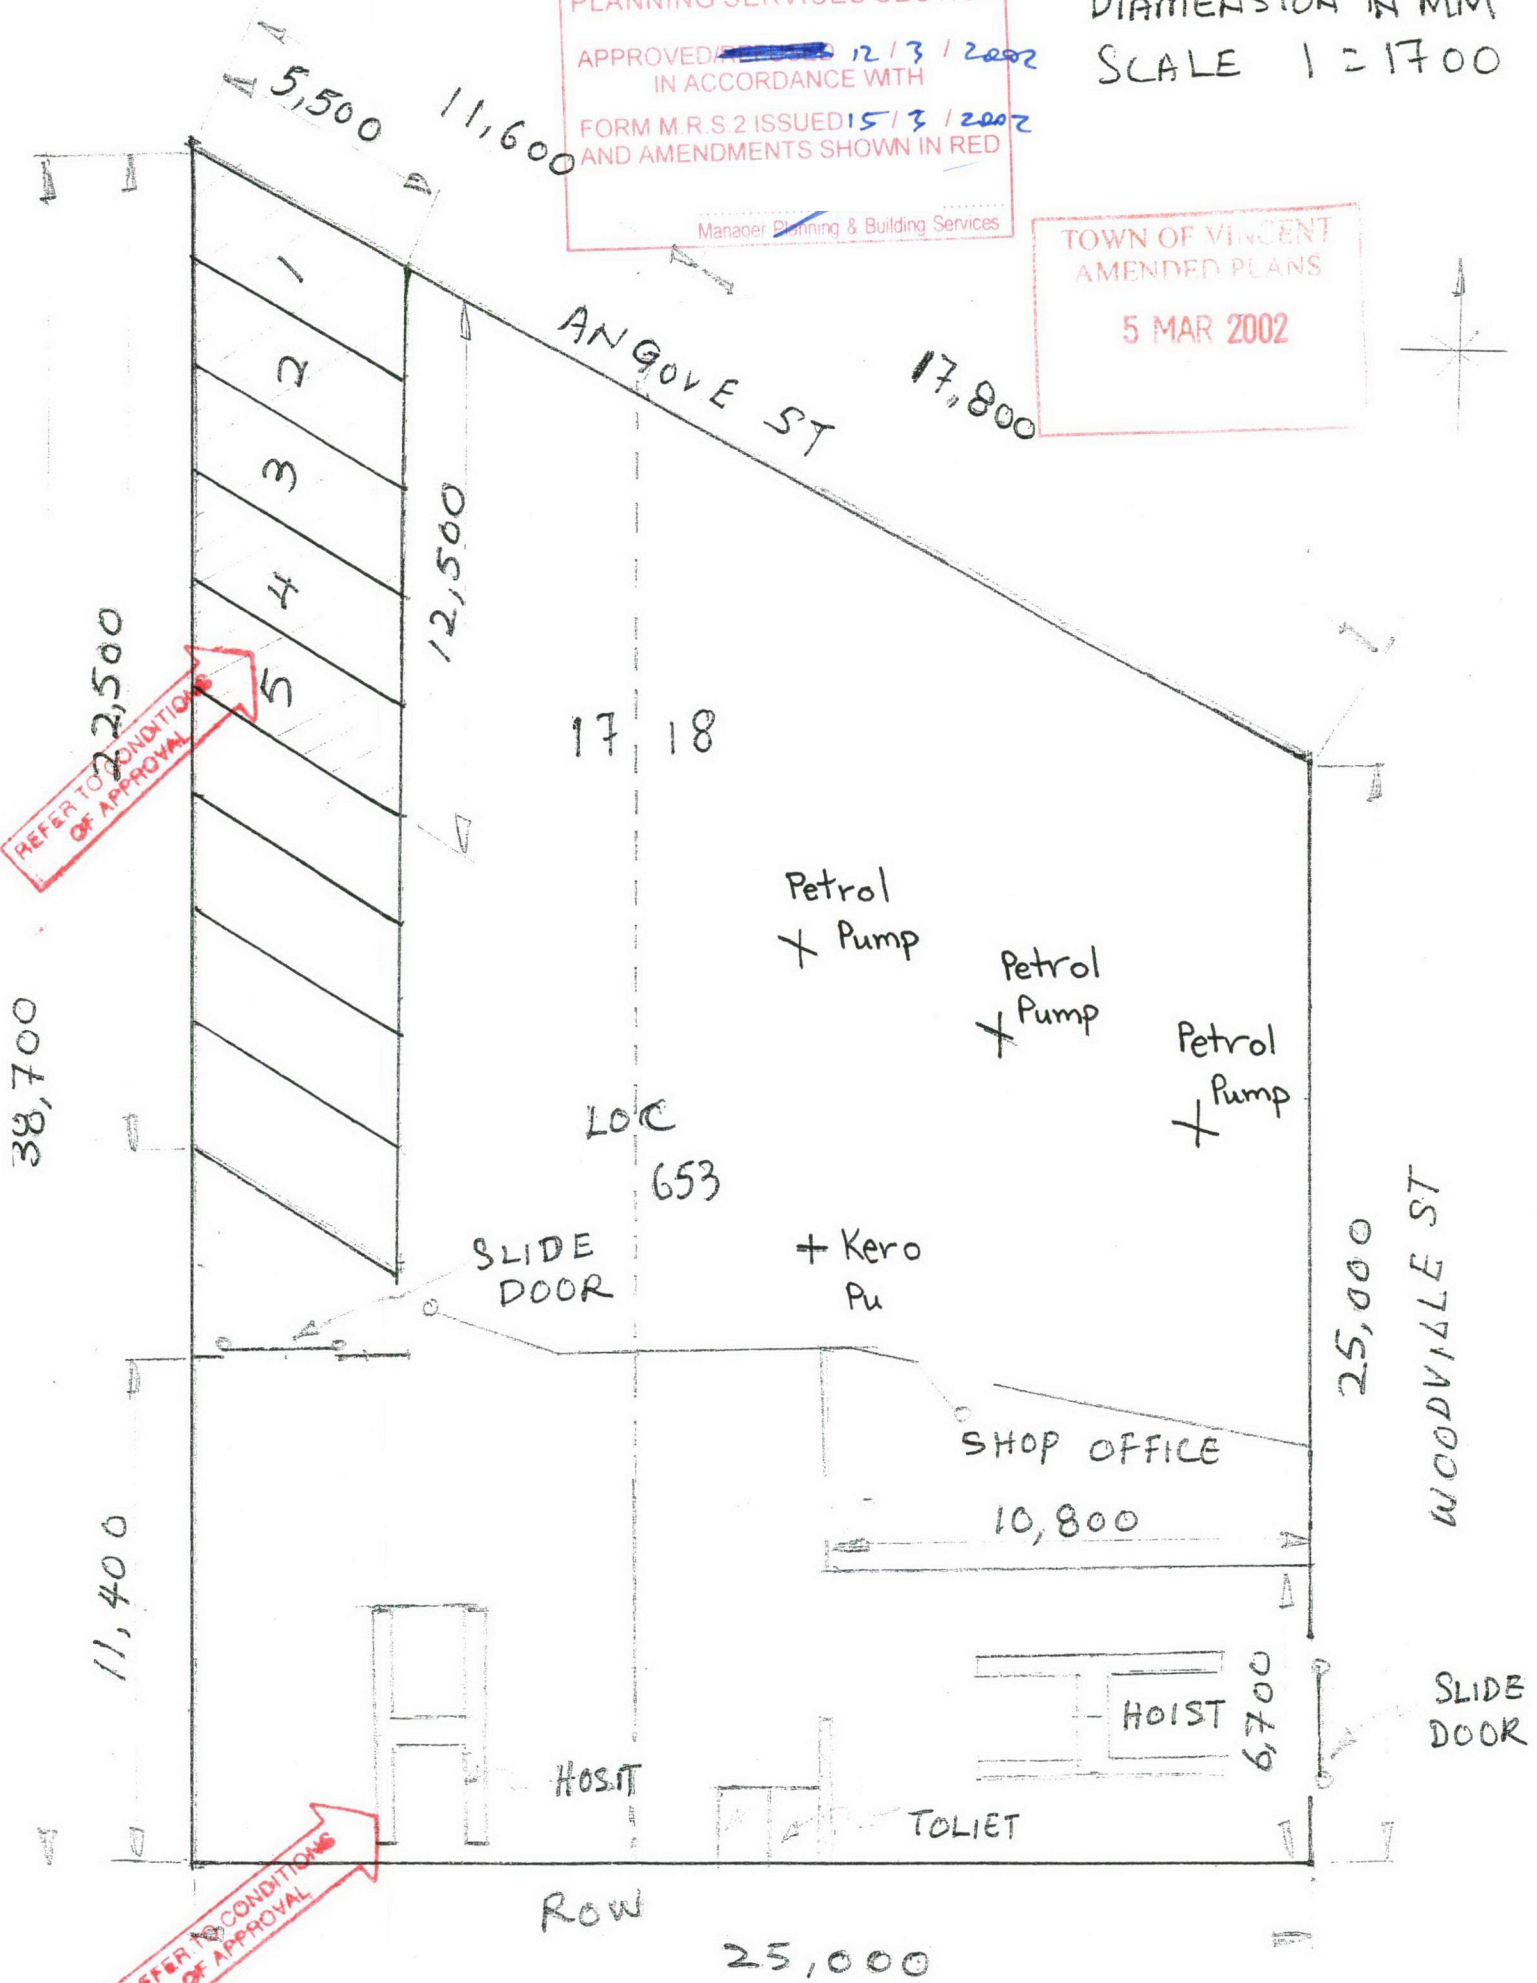 PLANNING SERVICES
APPROVED/ 12 / 3 / 2002
IN ACCORDANCE WITH
FORM M.R.S.2 ISSUED 15 / 3 / 2002
AND AMENDMENTS SHOWN IN RED
Manager Planning & Building Services
DIAMENSION IN MM
SCALE 1 = 1700
TOWN OF VINCENT
AMENDED PLANS
5 MAR 2002
5,500
11,600
17,800
ANGOVE ST
1
2
3
4
5
12,500
22,500
38,700
REFER TO CONDITIONS
OF APPROVAL
17 18
Petrol
Pump
Petrol
Pump
Petrol
Pump
LOC
653
Kero
Pu
SLIDE
DOOR
25,000
WOODVILLE ST
SHOP OFFICE
10,800
11,400
HOIST
6,700
SLIDE
DOOR
HOSIT
TOLIET
REFER TO CONDITIONS
OF APPROVAL
ROW
25,000